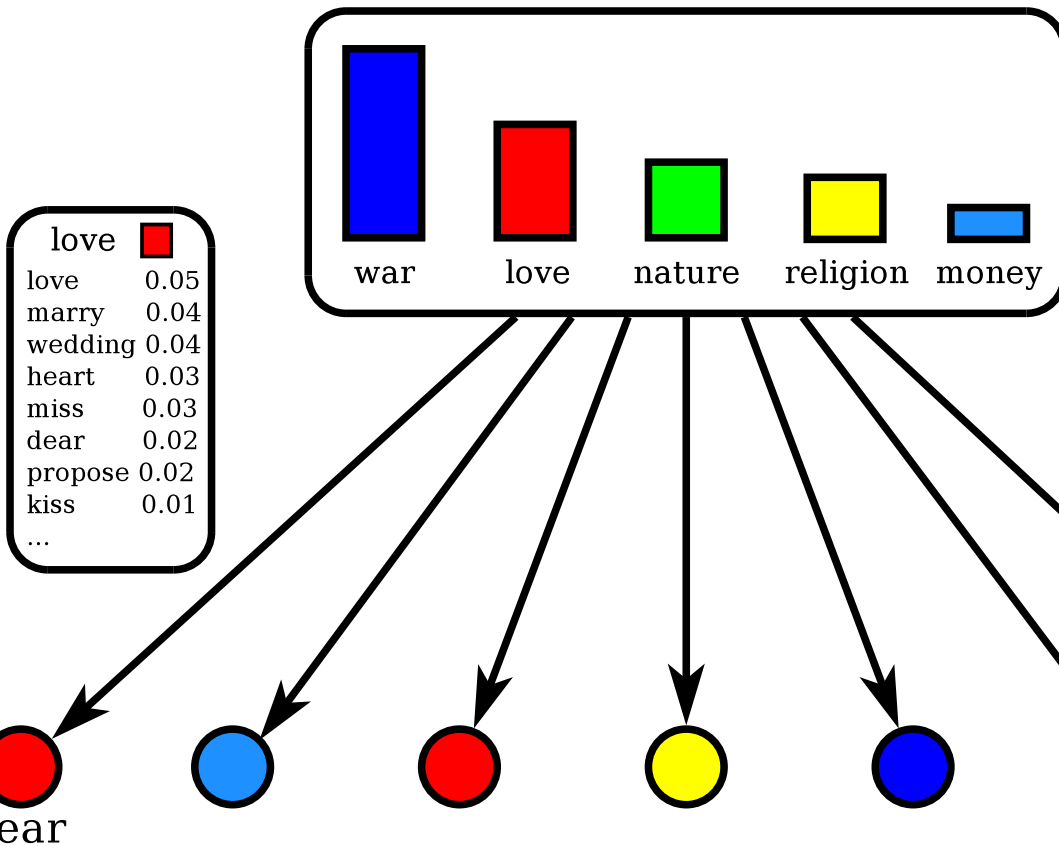 war love nature religion money
love
love 0.05
marry 0.04
wedding 0.04
heart 0.03
miss 0.03
dear 0.02
propose 0.02
kiss 0.01
...
ear